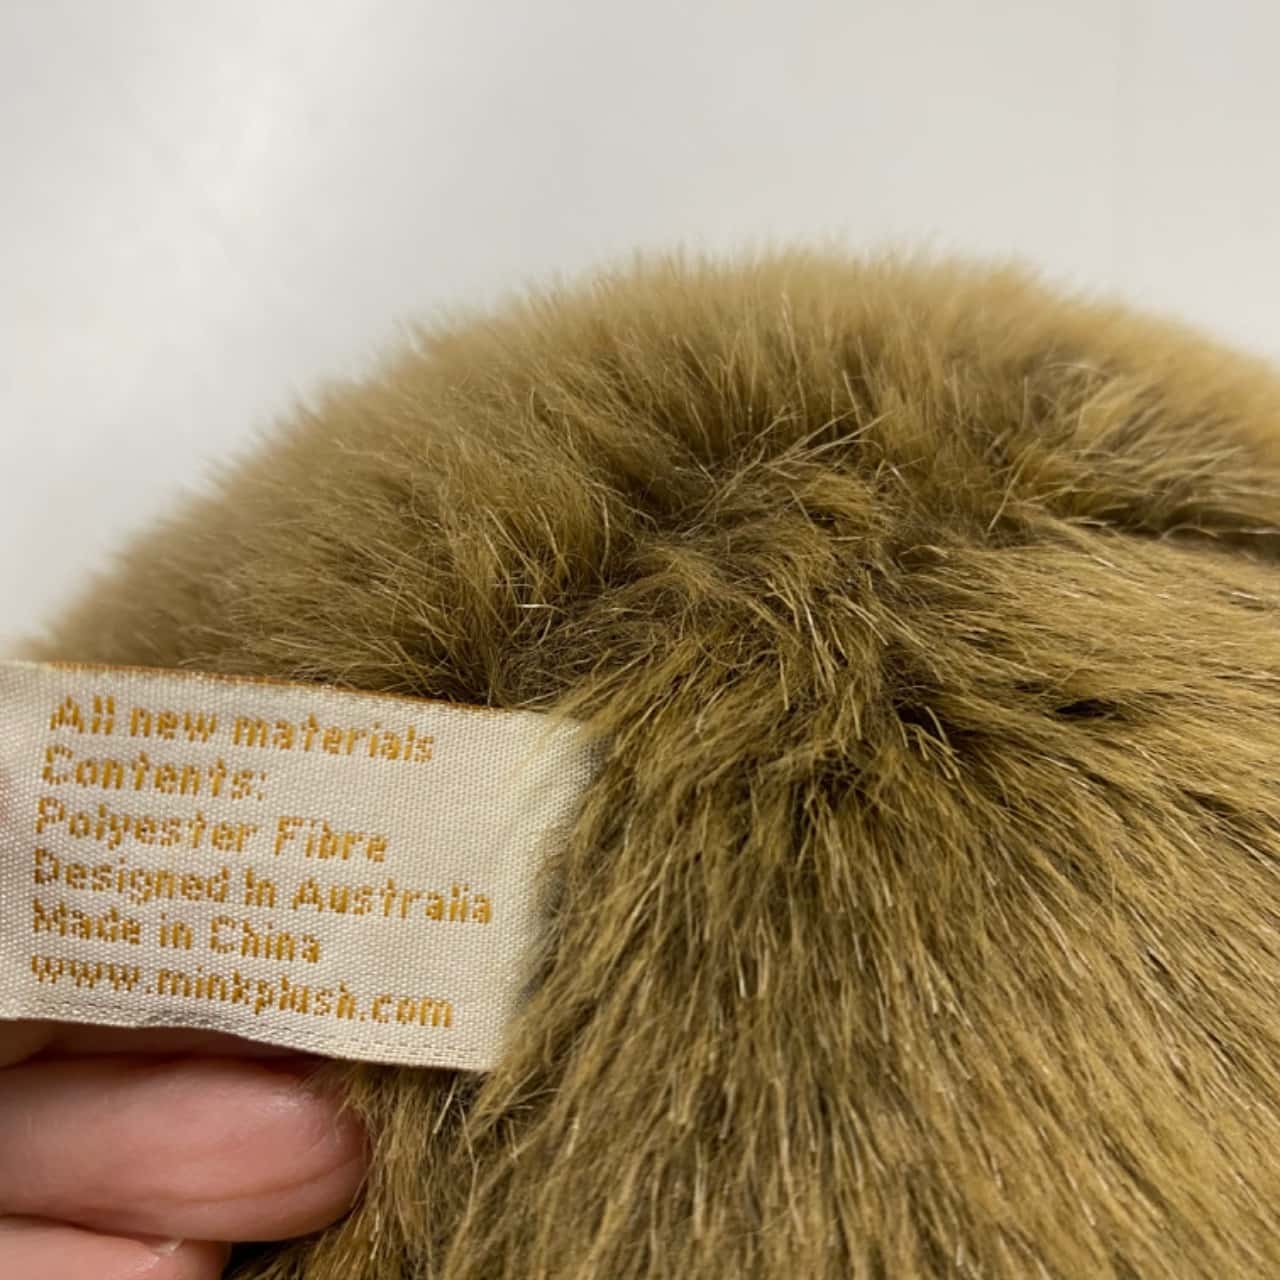 All new materials
Contents:
Polyester Fibre
Designed In Australia
Made in China
www.minkplush.com